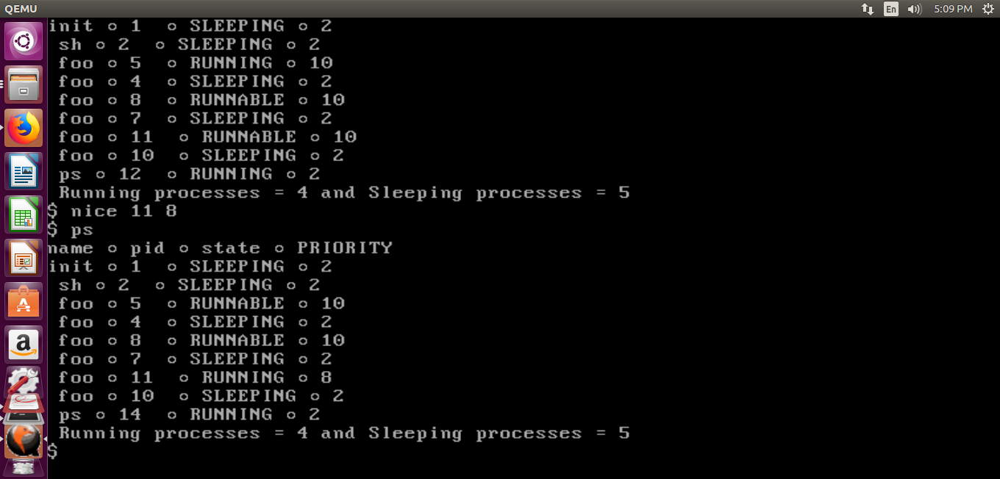 QEMU
En
5:09 PM
init o 1 o SLEEPING o 2
sh o 2 o SLEEPING o 2
foo o 5 o RUNNING o 10
foo o 4 o SLEEPING o 2
foo o 8 o RUNNABLE o 10
foo o 7 o SLEEPING o 2
foo o 11 o RUNNABLE o 10
foo o 10 o SLEEPING o 2
ps o 12 o RUNNING o 2
Running processes = 4 and Sleeping processes = 5
$ nice 11 8
$ ps
name o pid o state o PRIORITY
init o 1 o SLEEPING o 2
sh o 2 o SLEEPING o 2
foo o 5 o RUNNABLE o 10
foo o 4 o SLEEPING o 2
foo o 8 o RUNNABLE o 10
foo o 7 o SLEEPING o 2
foo o 11 o RUNNING o 8
foo o 10 o SLEEPING o 2
ps o 14 o RUNNING o 2
Running processes = 4 and Sleeping processes = 5
$